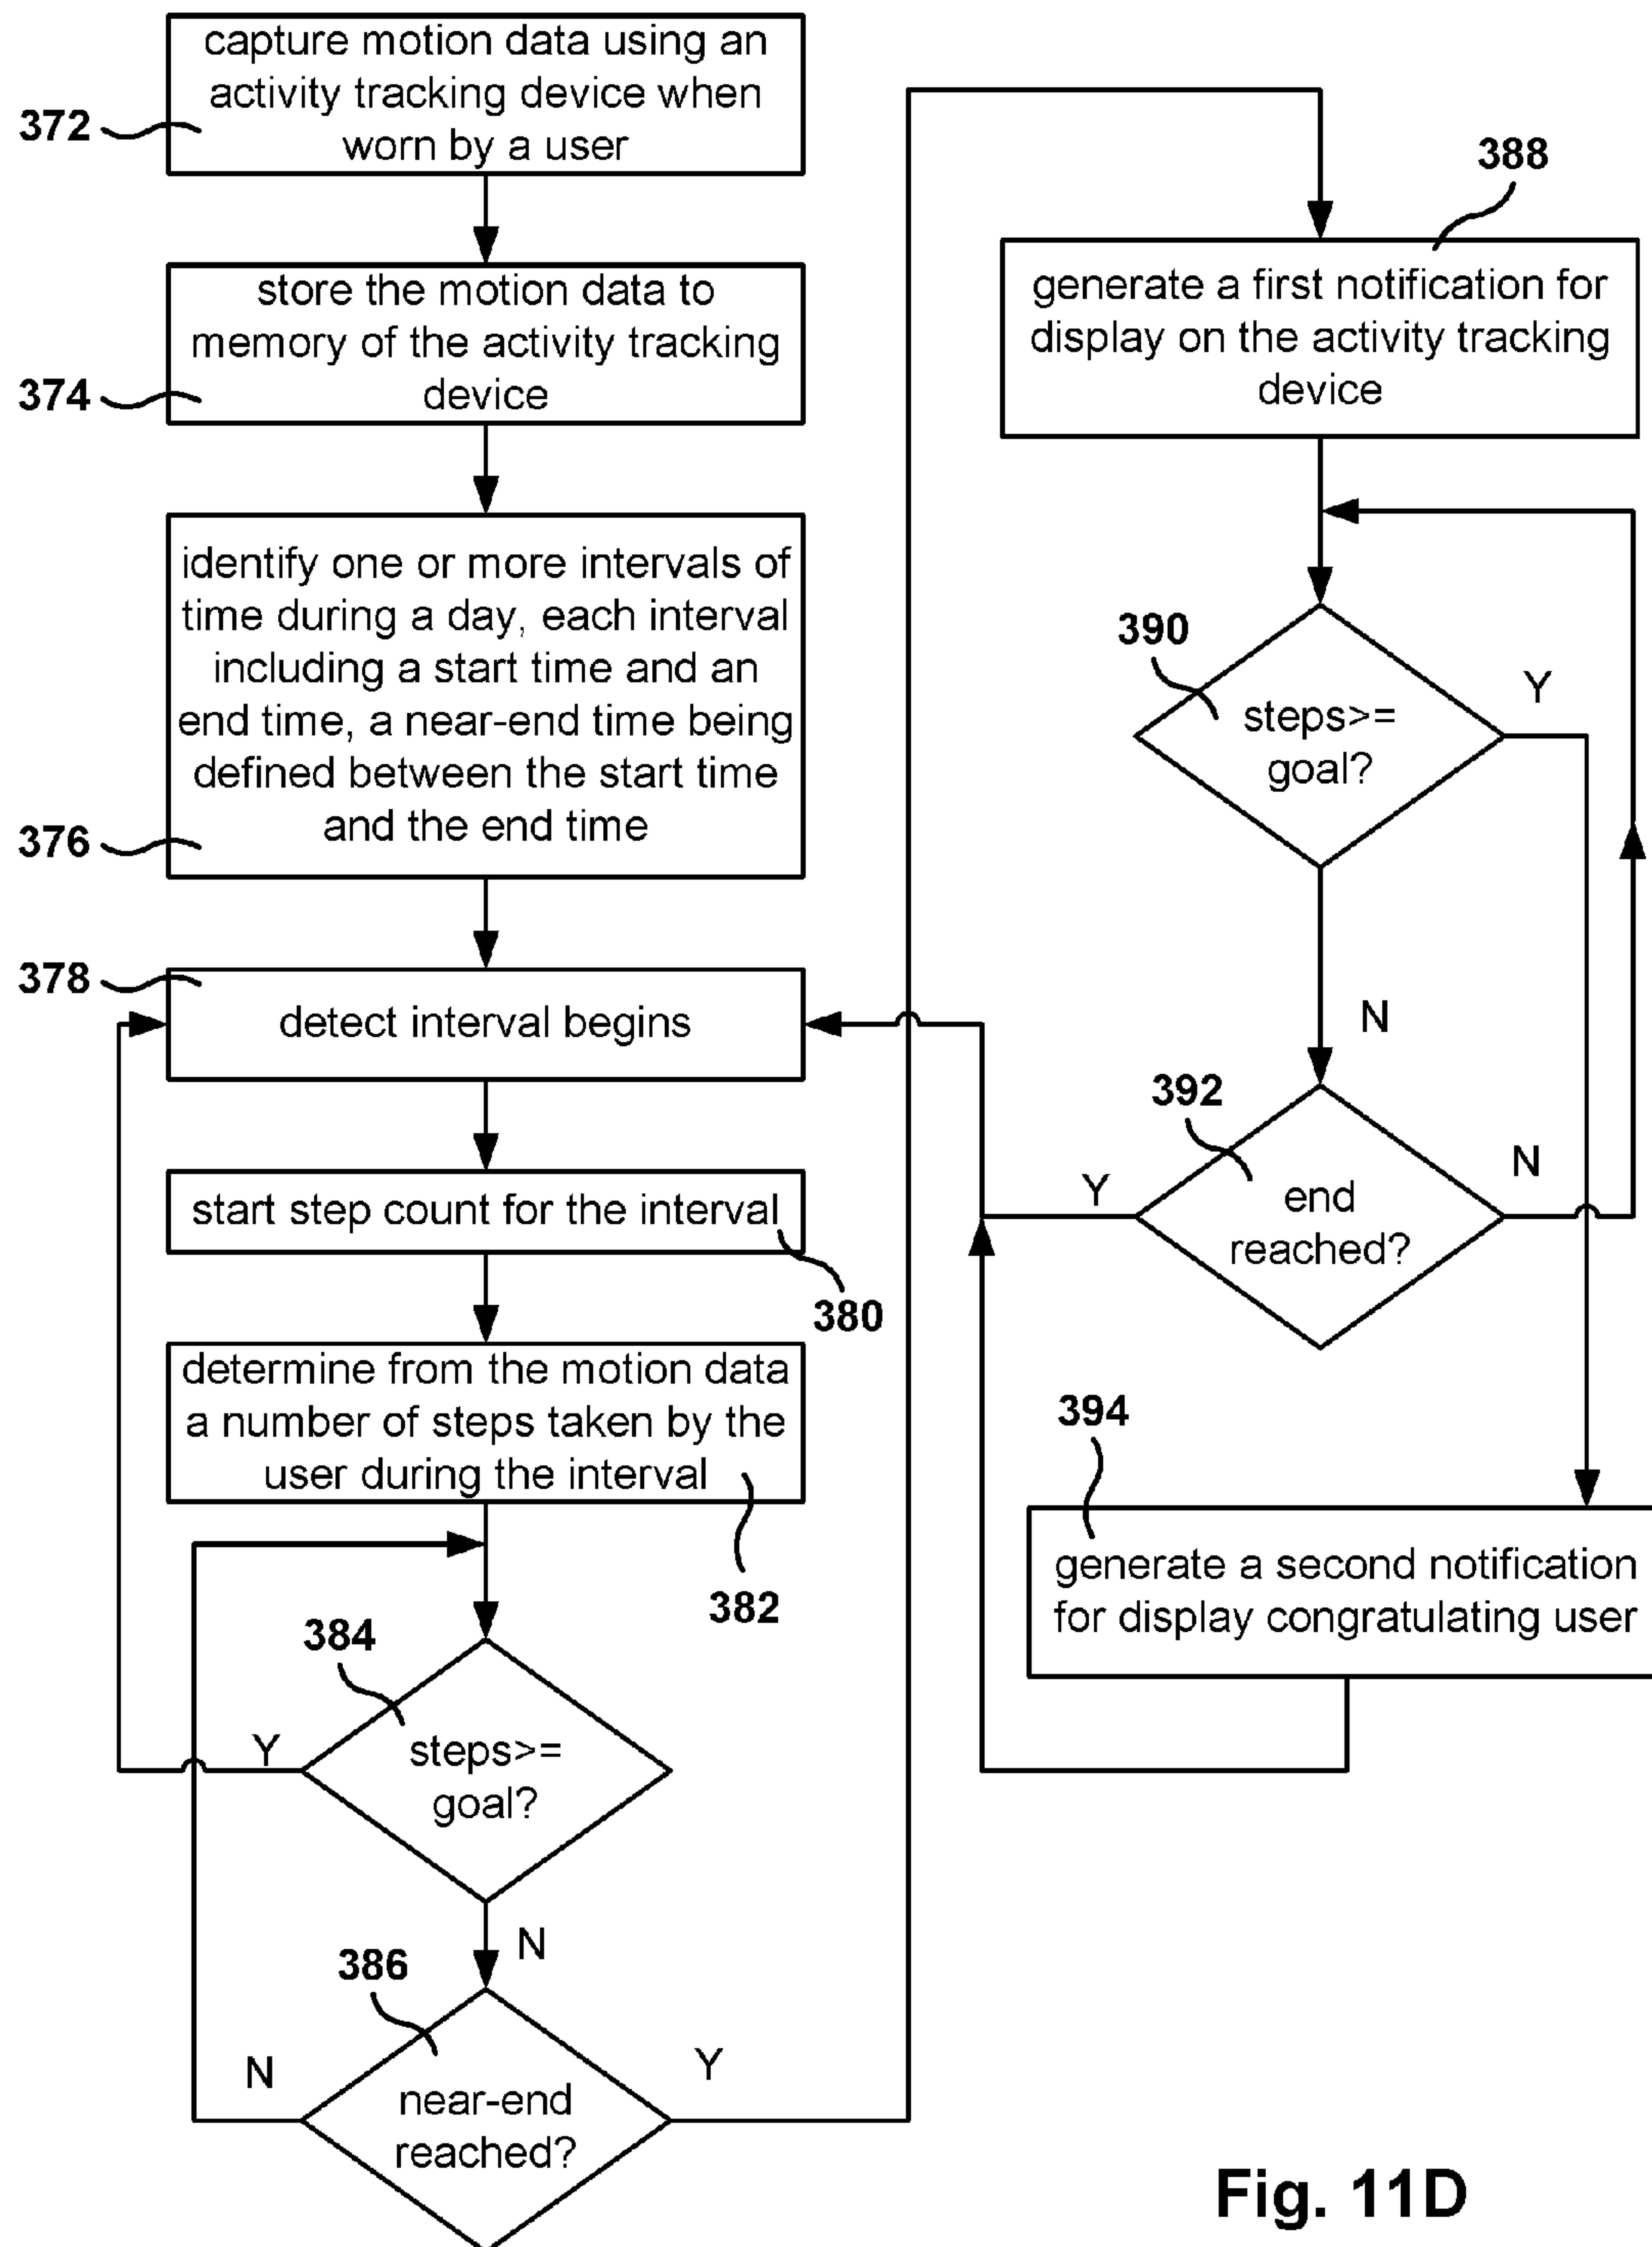 capture motion data using an
activity tracking device when
worn by a user
372
store the motion data to
memory of the activity tracking
device
374
identify one or more intervals of
time during a day, each interval
including a start time and an
end time, a near-end time being
defined between the start time
and the end time
376
378
detect interval begins
start step count for the interval
380
determine from the motion data
a number of steps taken by the
user during the interval
382
384
steps>=
goal?
Y
N
386
near-end
reached?
N
Y
388
generate a first notification for
display on the activity tracking
device
390
steps>=
goal?
Y
N
392
end
reached?
Y
N
394
generate a second notification
for display congratulating user
Fig. 11D